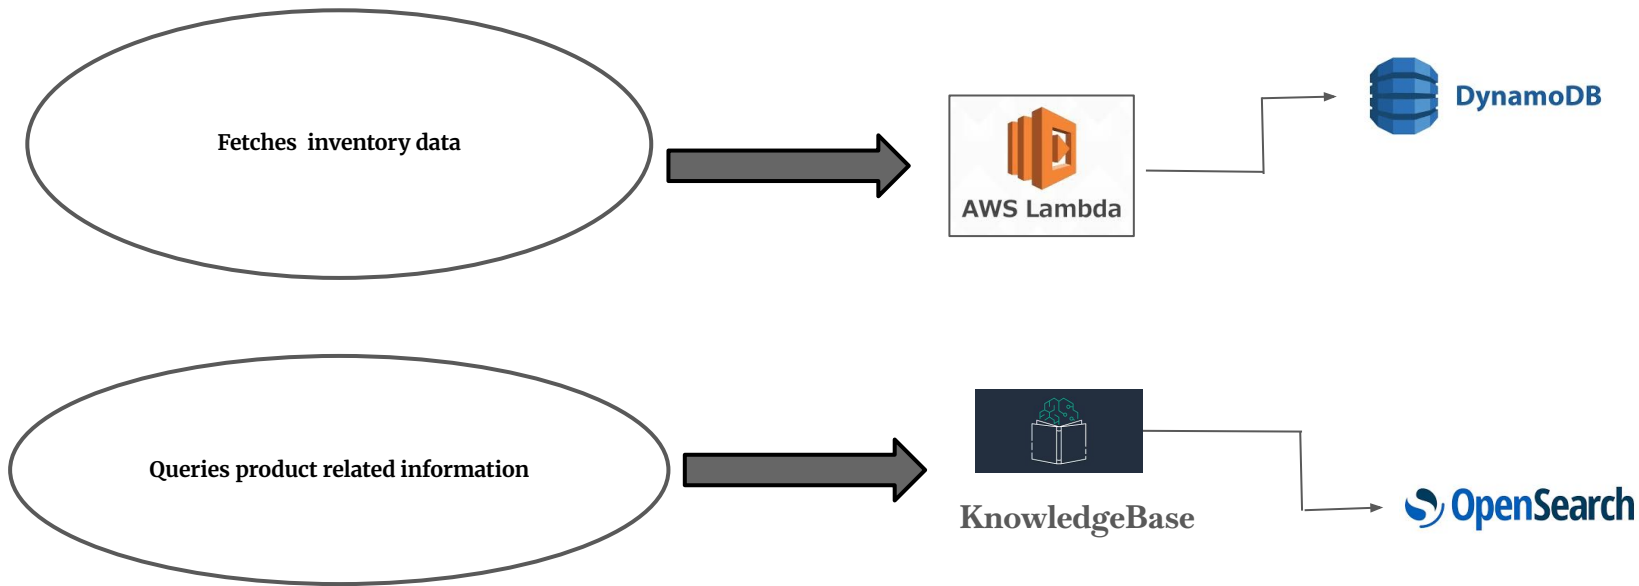 Fetches inventory data
AWS Lambda
DynamoDB
Queries product related information
KnowledgeBase
OpenSearch